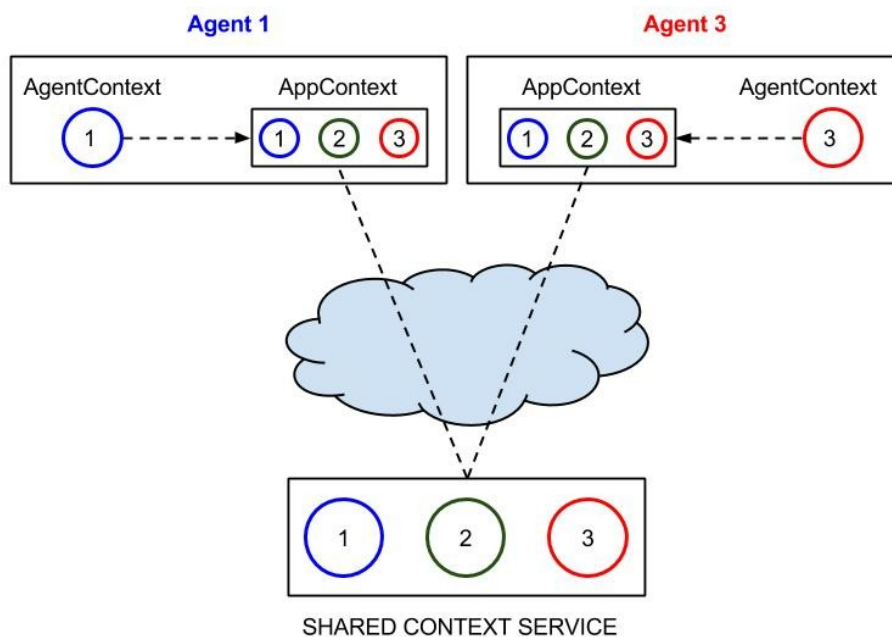 Agent 1
Agent 3
AgentContext
AppContext
AppContext
AgentContext
1
1 2 3
1 2 3
3
1 2 3
SHARED CONTEXT SERVICE